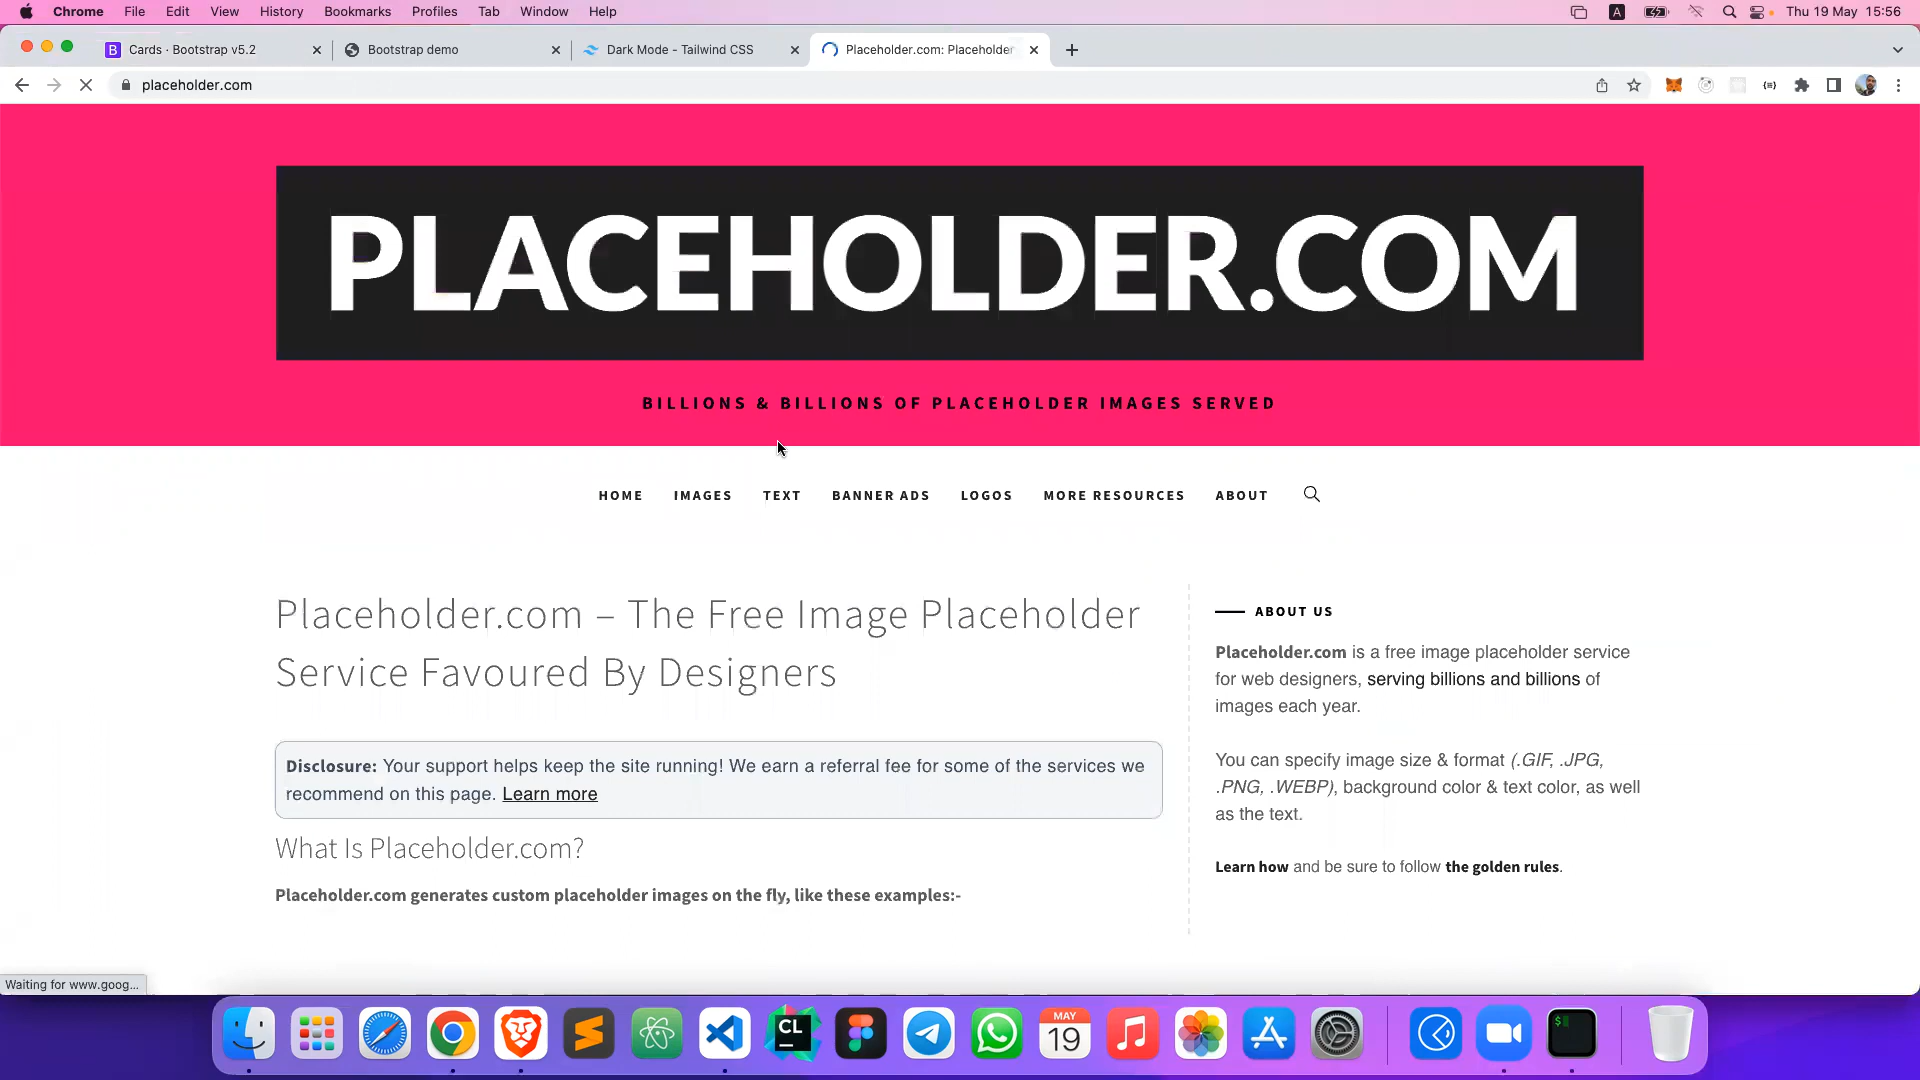 Chrome File Edit View History Bookmarks Profiles Tab Window Help A Thu 19 May 15:56
B Cards · Bootstrap v5.2 Bootstrap demo Dark Mode - Tailwind CSS Placeholder.com: Placeholder
placeholder.com
PLACEHOLDER.COM
BILLIONS & BILLIONS OF PLACEHOLDER IMAGES SERVED
HOME IMAGES TEXT BANNER ADS LOGOS MORE RESOURCES ABOUT
Placeholder.com – The Free Image Placeholder
Service Favoured By Designers
Disclosure: Your support helps keep the site running! We earn a referral fee for some of the services we
recommend on this page. Learn more
What Is Placeholder.com?
Placeholder.com generates custom placeholder images on the fly, like these examples:-
ABOUT US
Placeholder.com is a free image placeholder service
for web designers, serving billions and billions of
images each year.
You can specify image size & format (.GIF, .JPG,
.PNG, .WEBP), background color & text color, as well
as the text.
Learn how and be sure to follow the golden rules.
Waiting for www.goog...
CL
MAY
19
$